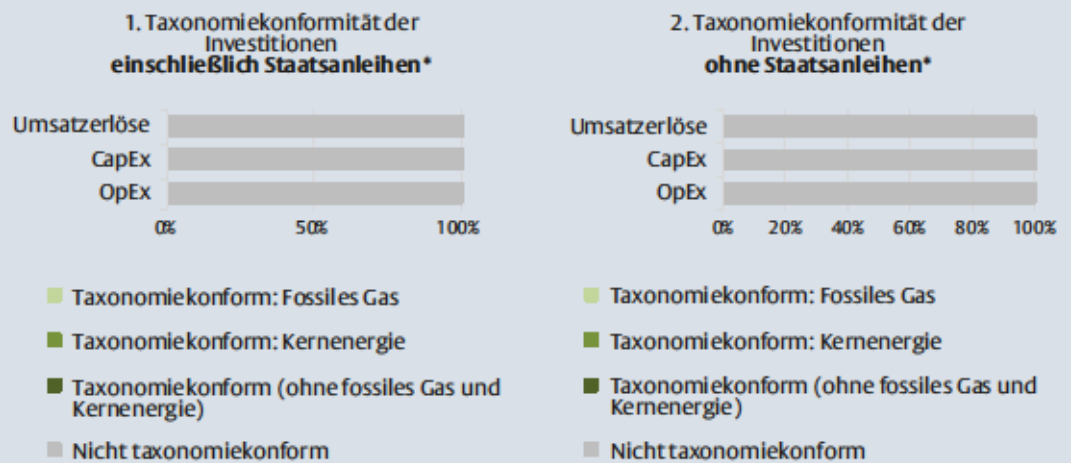 1. Taxonomiekonformität der
Investitionen
einschließlich Staatsanleihen*
Umsatzerlöse
CapEx
OpEx
0%
50%
100%
Taxonomiekonform: Fossiles Gas
Taxonomiekonform: Kernenergie
Taxonomiekonform (ohne fossiles Gas und
Kernenergie)
Nicht taxonomiekonform
2. Taxonomiekonformität der
Investitionen
ohne Staatsanleihen*
Umsatzerlöse
CapEx
OpEx
0%
20%
40%
60%
80%
100%
Taxonomiekonform: Fossiles Gas
Taxonomiekonform: Kernenergie
Taxonomiekonform (ohne fossiles Gas und
Kernenergie)
Nicht taxonomiekonform